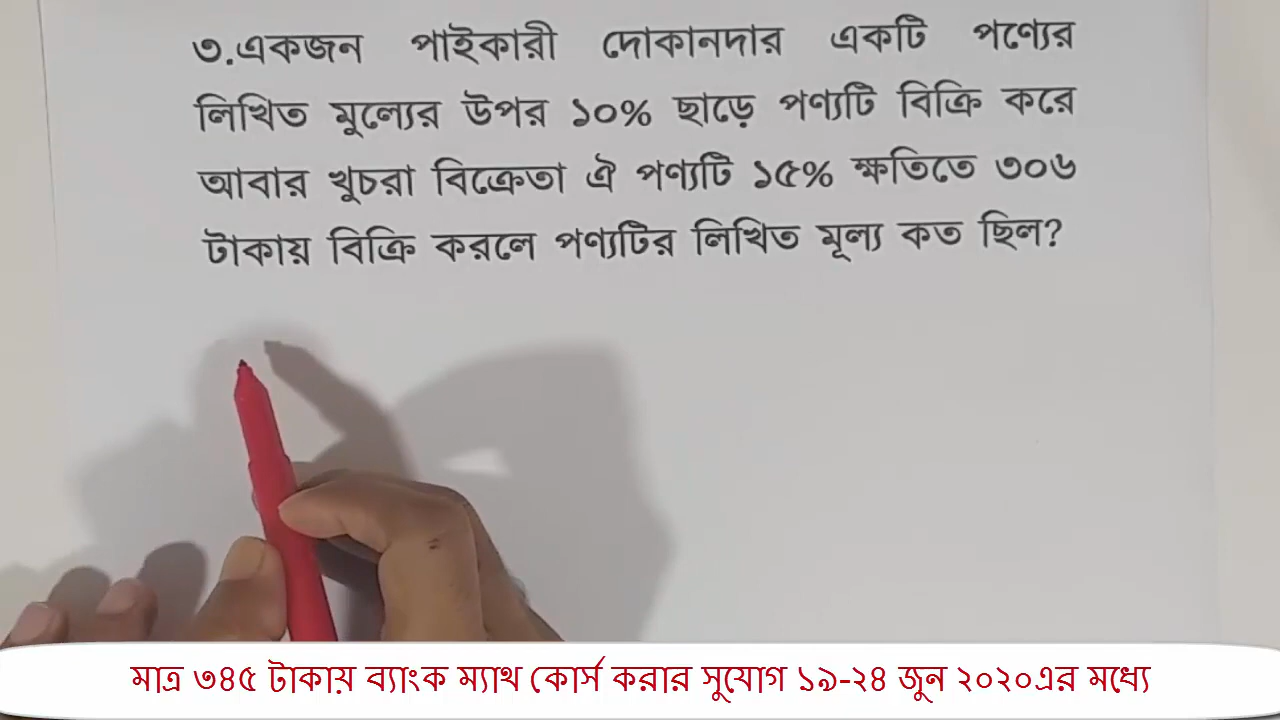 ৩.একজন পাইকারী দোকানদার একটি পণ্যের
লিখিত মুল্যের উপর ১০% ছাড়ে পণ্যটি বিক্রি করে
আবার খুচরা বিক্রেতা ঐ পণ্যটি ১৫% ক্ষতিতে ৩০৬
টাকায় বিক্রি করলে পণ্যটির লিখিত মূল্য কত ছিল?
মাত্র ৩৪৫ টাকায় ব্যাংক ম্যাথ কোর্স করার সুযোগ ১৯-২৪ জুন ২০২০এর মধ্যে